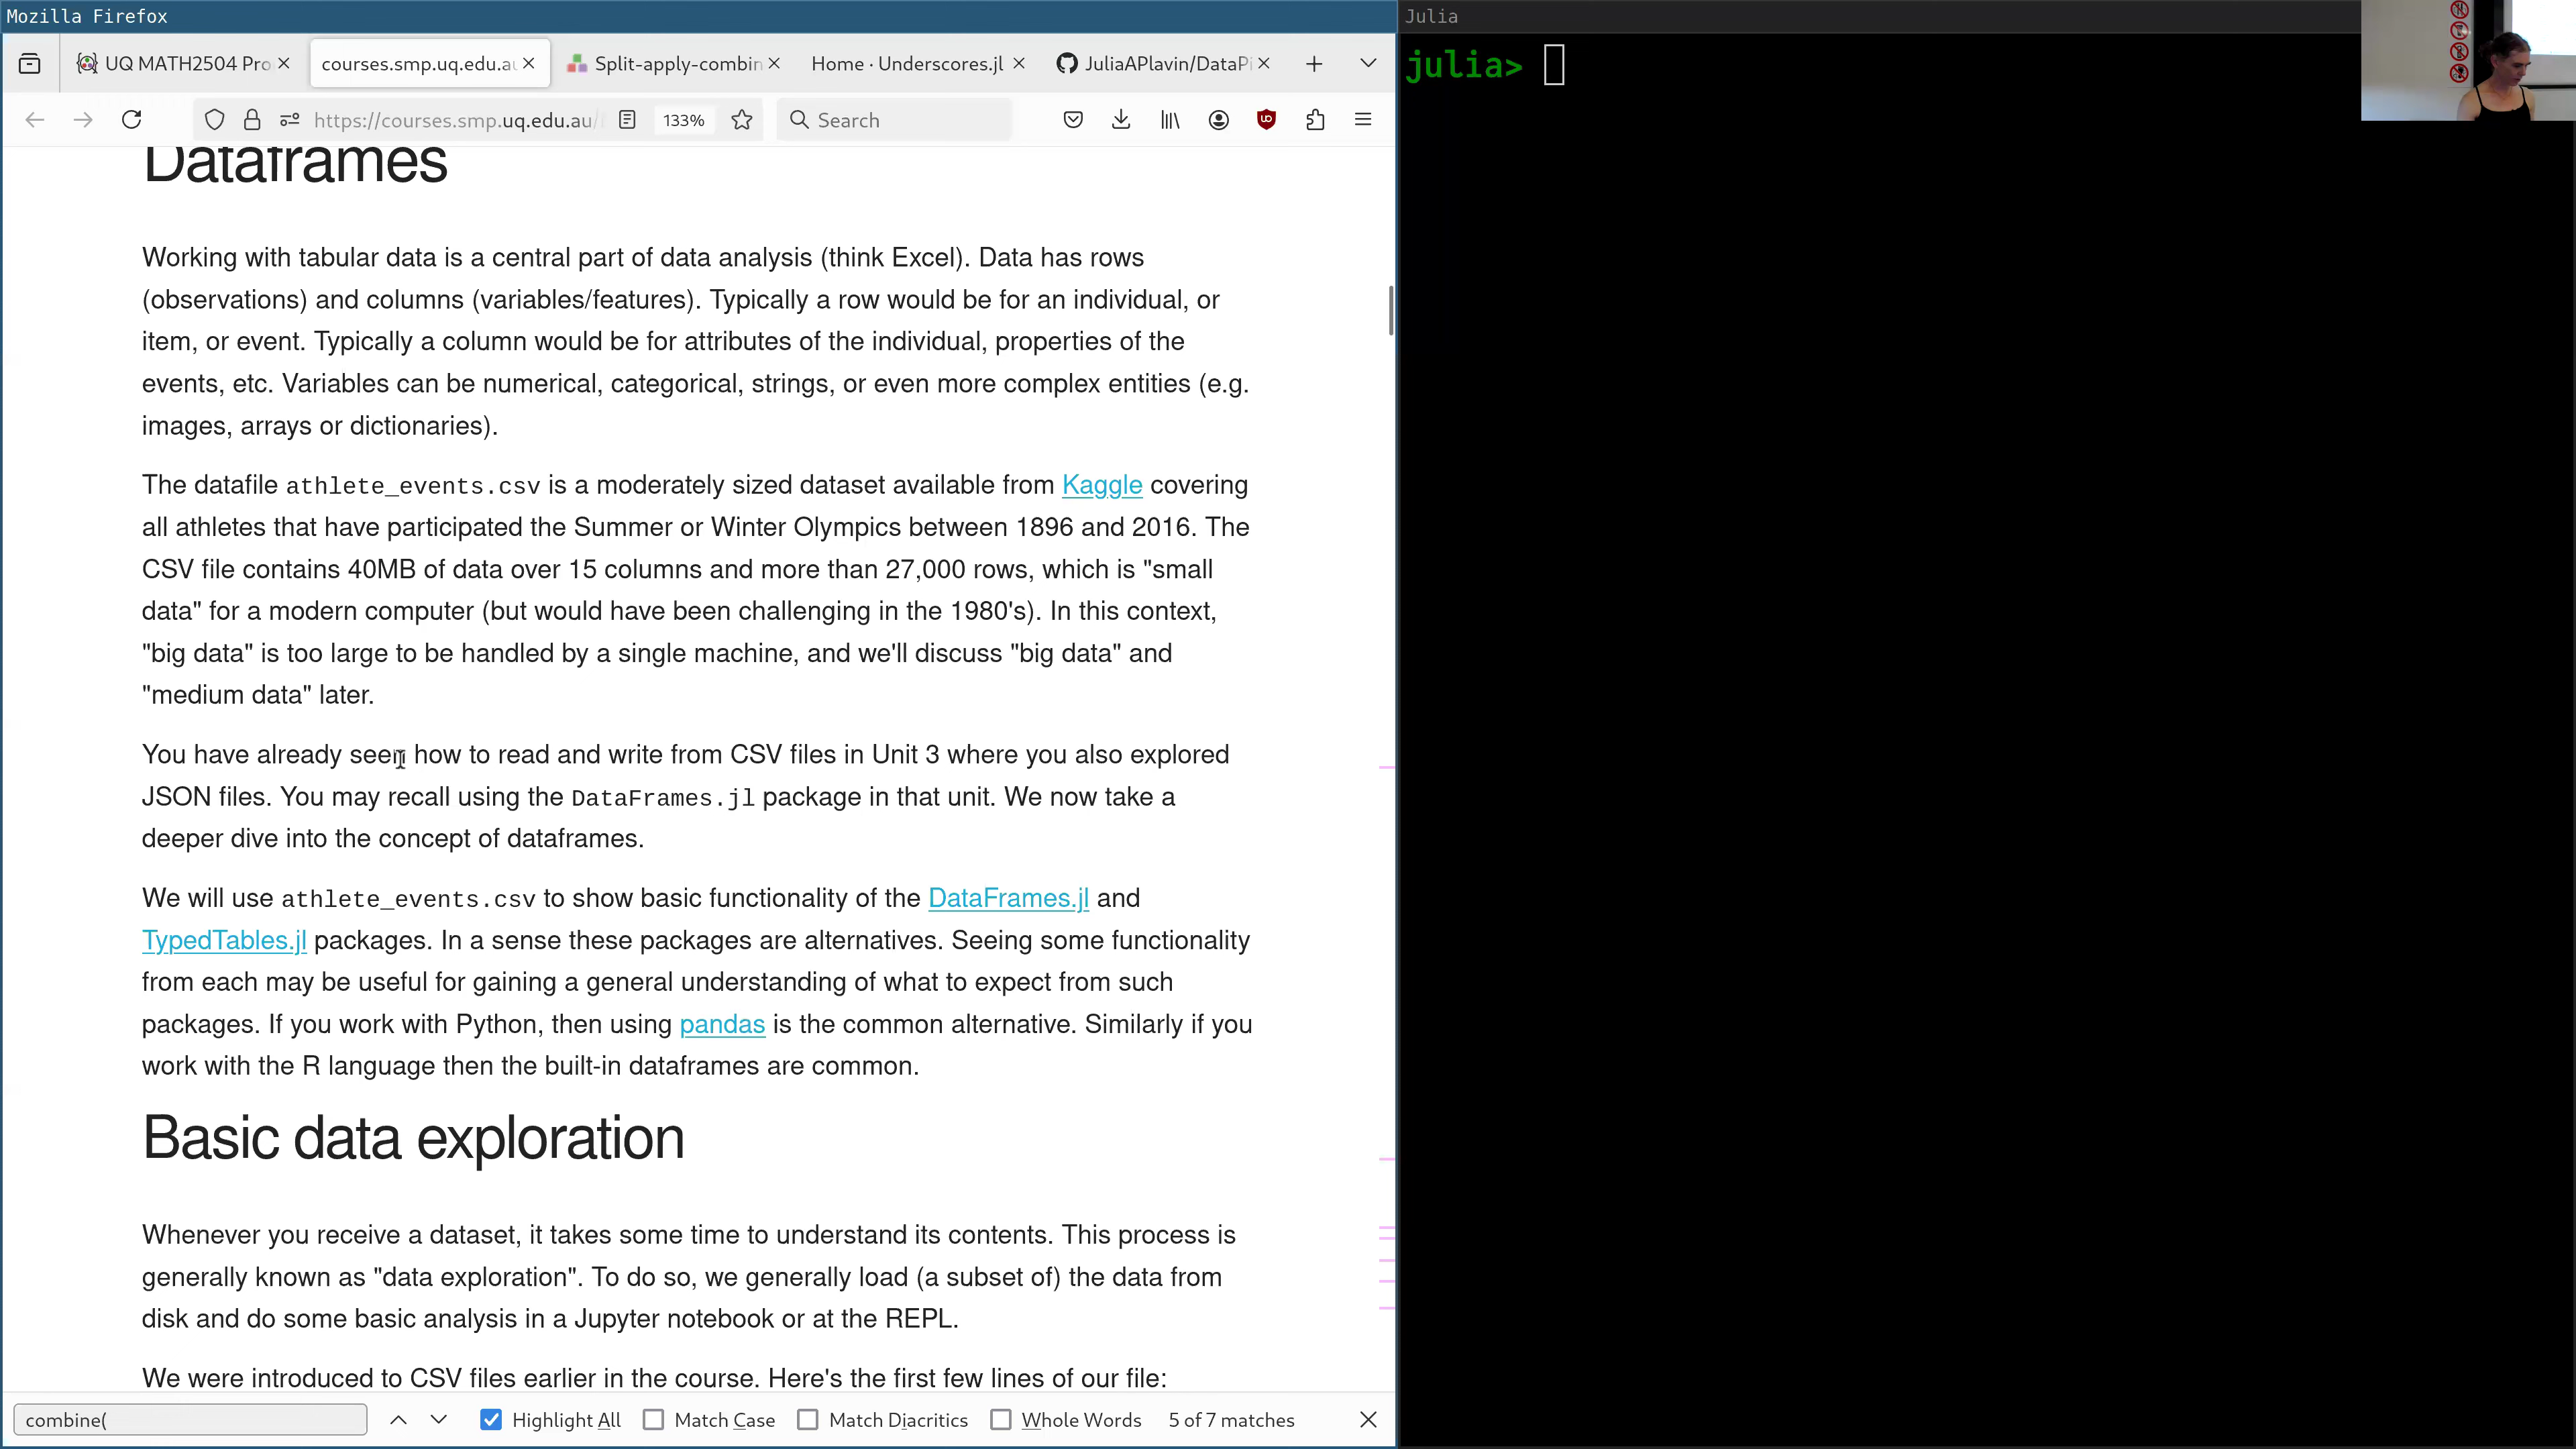 Mozilla Firefox
UQ MATH2504 Pro
courses.smp.uq.edu.au
Split-apply-combin
Home · Underscores.jl
JuliaAPlavin/DataPi
https://courses.smp.uq.edu.au/
133%
Search
Dataframes
Working with tabular data is a central part of data analysis (think Excel). Data has rows
(observations) and columns (variables/features). Typically a row would be for an individual, or
item, or event. Typically a column would be for attributes of the individual, properties of the
events, etc. Variables can be numerical, categorical, strings, or even more complex entities (e.g.
images, arrays or dictionaries).
The datafile athlete_events.csv is a moderately sized dataset available from Kaggle covering
all athletes that have participated the Summer or Winter Olympics between 1896 and 2016. The
CSV file contains 40MB of data over 15 columns and more than 27,000 rows, which is "small
data" for a modern computer (but would have been challenging in the 1980's). In this context,
"big data" is too large to be handled by a single machine, and we'll discuss "big data" and
"medium data" later.
You have already seen how to read and write from CSV files in Unit 3 where you also explored
JSON files. You may recall using the DataFrames.jl package in that unit. We now take a
deeper dive into the concept of dataframes.
We will use athlete_events.csv to show basic functionality of the DataFrames.jl and
TypedTables.jl packages. In a sense these packages are alternatives. Seeing some functionality
from each may be useful for gaining a general understanding of what to expect from such
packages. If you work with Python, then using pandas is the common alternative. Similarly if you
work with the R language then the built-in dataframes are common.
Basic data exploration
Whenever you receive a dataset, it takes some time to understand its contents. This process is
generally known as "data exploration". To do so, we generally load (a subset of) the data from
disk and do some basic analysis in a Jupyter notebook or at the REPL.
We were introduced to CSV files earlier in the course. Here's the first few lines of our file:
combine(
Highlight All
Match Case
Match Diacritics
Whole Words
5 of 7 matches
Julia
julia>